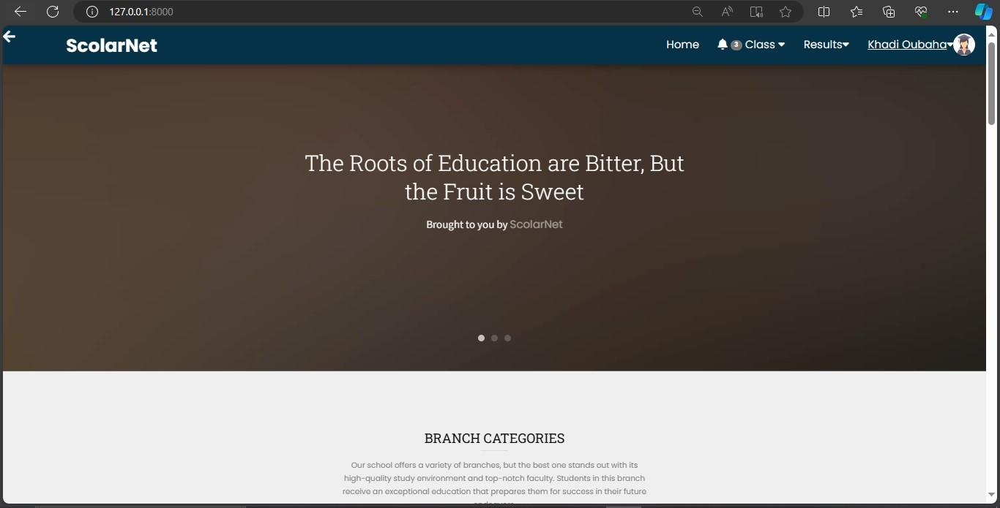 127.0.0.1:8000
ScolarNet
Home
3
Class
Results
Khadi Oubaha
The Roots of Education are Bitter, But
the Fruit is Sweet
Brought to you by ScolarNet
BRANCH CATEGORIES
Our school offers a variety of branches, but the best one stands out with its
high-quality study environment and top-notch faculty. Students in this branch
receive an exceptional education that prepares them for success in their future